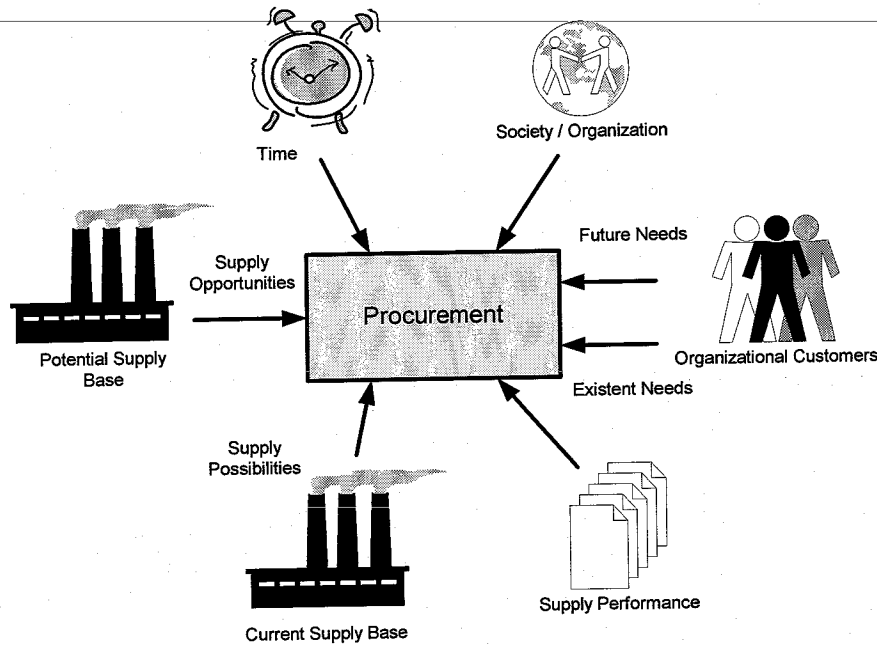 Time
Society / Organization
Future Needs
Supply
Opportunities
Procurement
Potential Supply
Base
Organizational Customers
Existent Needs
Supply
Possibilities
Supply Performance
Current Supply Base